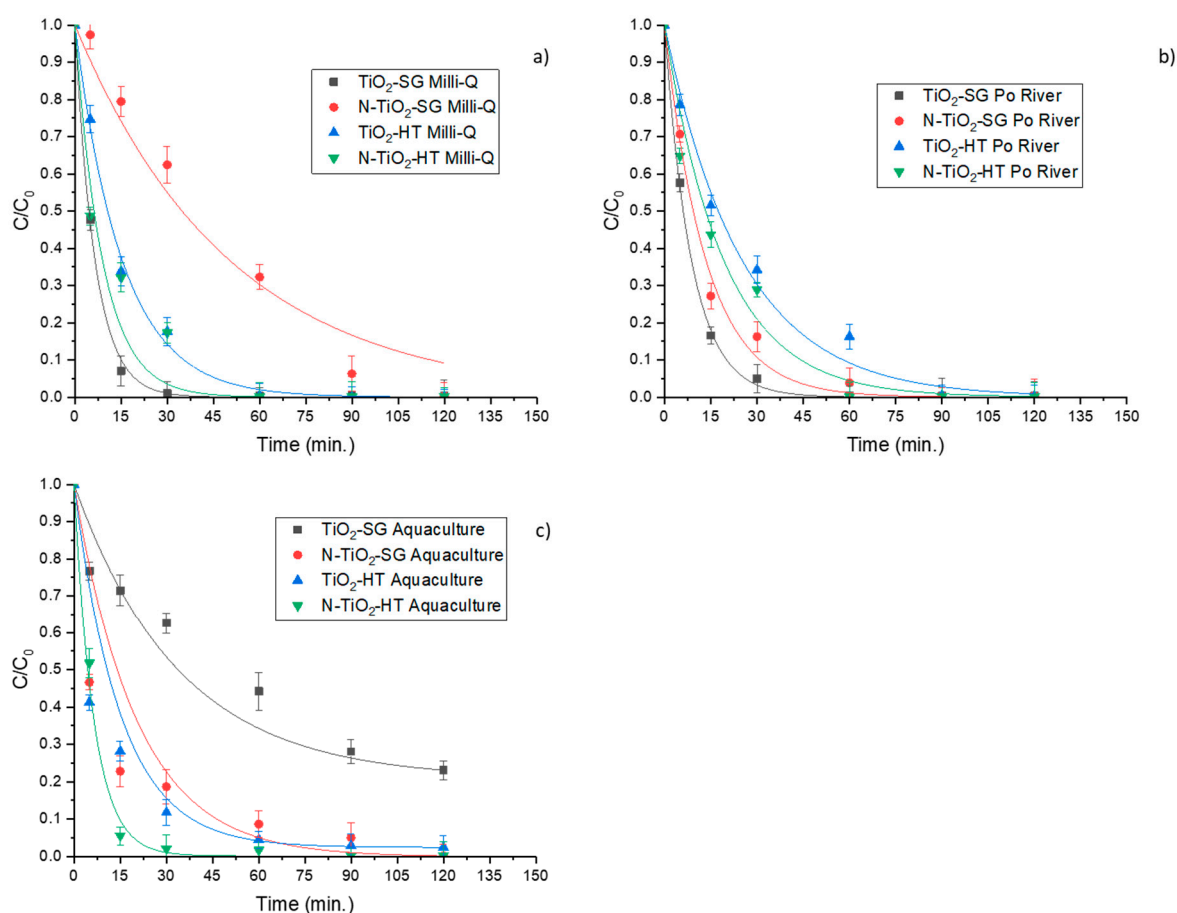 a)
TiO2-SG Milli-Q
N-TiO2-SG Milli-Q
TiO2-HT Milli-Q
N-TiO2-HT Milli-Q
C/C0
1.0
0.9
0.8
0.7
0.6
0.5
0.4
0.3
0.2
0.1
0.0
0 15 30 45 60 75 90 105 120 135 150
Time (min.)
b)
TiO2-SG Po River
N-TiO2-SG Po River
TiO2-HT Po River
N-TiO2-HT Po River
C/C0
1.0
0.9
0.8
0.7
0.6
0.5
0.4
0.3
0.2
0.1
0.0
0 15 30 45 60 75 90 105 120 135 150
Time (min.)
c)
TiO2-SG Aquaculture
N-TiO2-SG Aquaculture
TiO2-HT Aquaculture
N-TiO2-HT Aquaculture
C/C0
1.0
0.9
0.8
0.7
0.6
0.5
0.4
0.3
0.2
0.1
0.0
0 15 30 45 60 75 90 105 120 135 150
Time (min.)